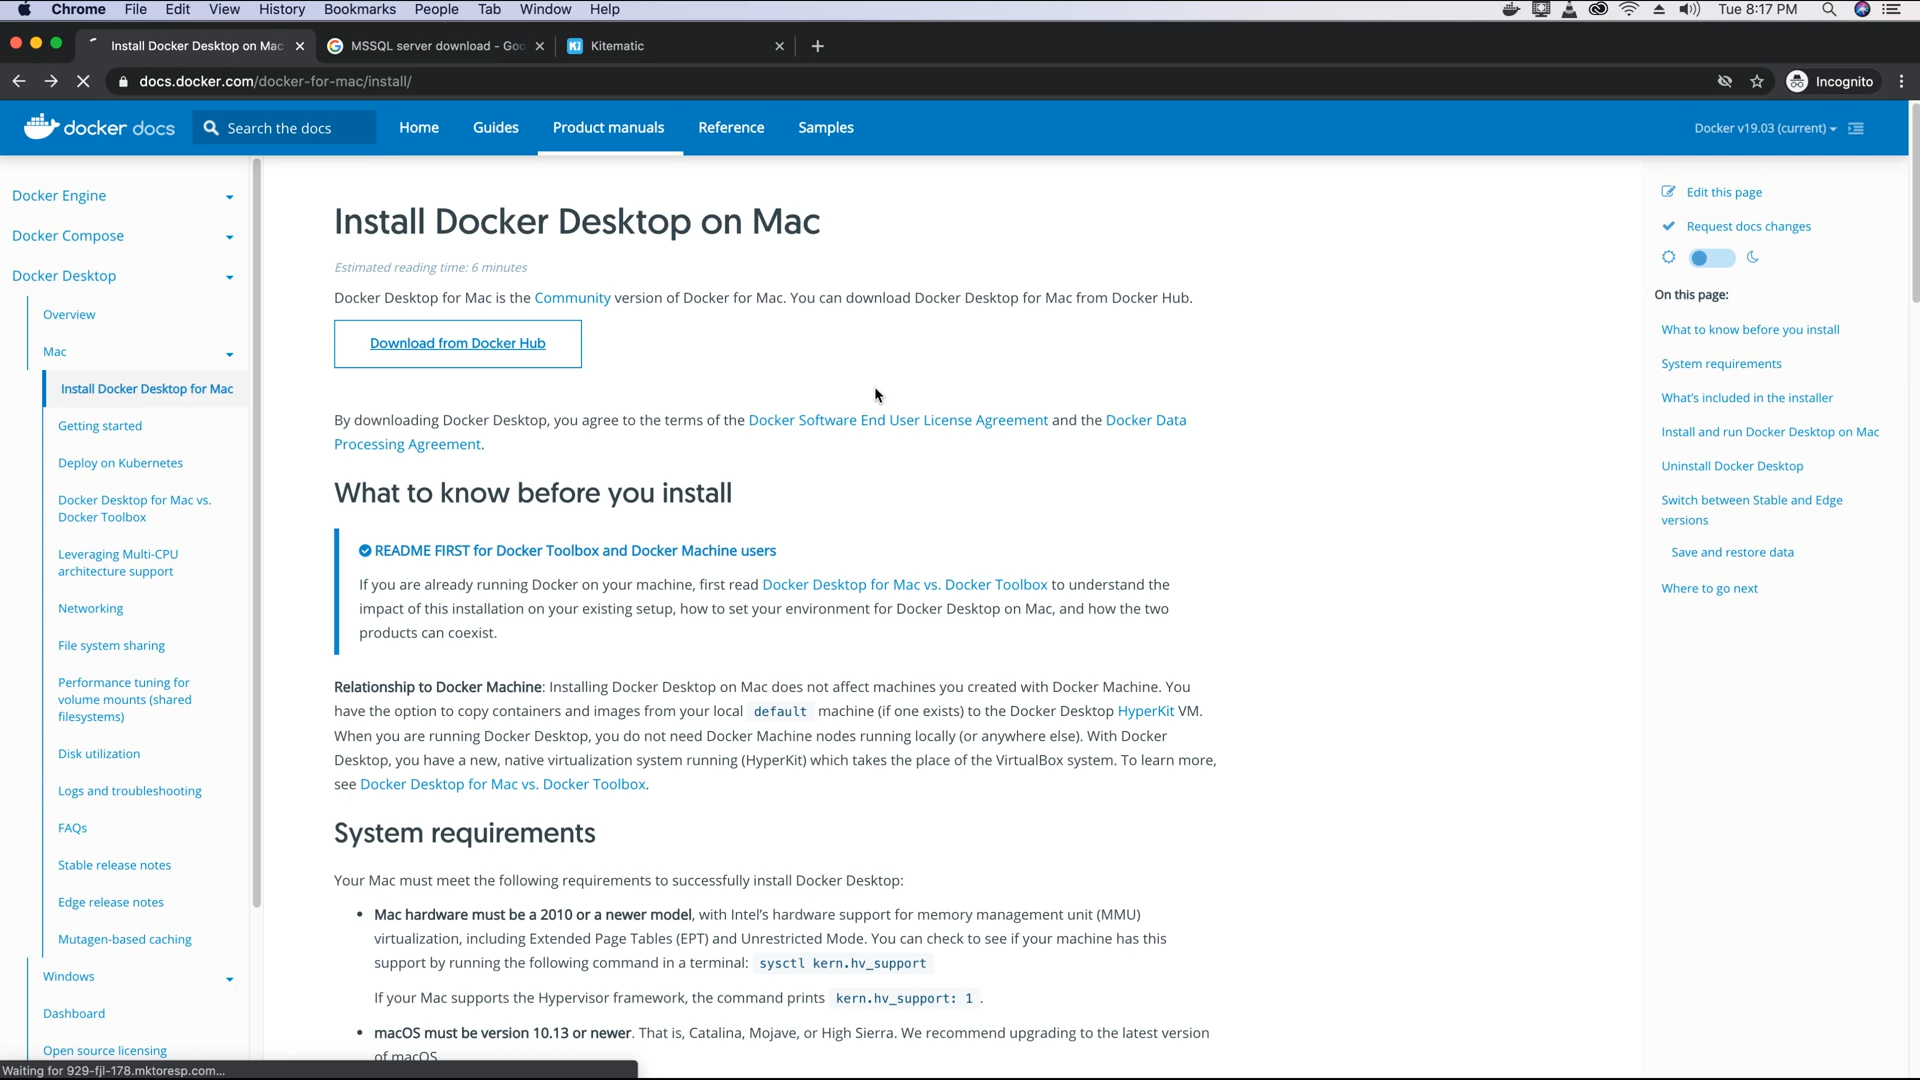 Chrome File Edit View History Bookmarks People Tab Window Help Tue 8:17 PM
Install Docker Desktop on Mac MSSQL server download - Goo Kitematic
docs.docker.com/docker-for-mac/install/ Incognito
docker docs Search the docs Home Guides Product manuals Reference Samples Docker v19.03 (current)
Docker Engine
Docker Compose
Docker Desktop
Overview
Mac
Install Docker Desktop for Mac
Getting started
Deploy on Kubernetes
Docker Desktop for Mac vs.
Docker Toolbox
Leveraging Multi-CPU
architecture support
Networking
File system sharing
Performance tuning for
volume mounts (shared
filesystems)
Disk utilization
Logs and troubleshooting
FAQs
Stable release notes
Edge release notes
Mutagen-based caching
Windows
Dashboard
Open source licensing
Install Docker Desktop on Mac
Estimated reading time: 6 minutes
Docker Desktop for Mac is the Community version of Docker for Mac. You can download Docker Desktop for Mac from Docker Hub.
Download from Docker Hub
By downloading Docker Desktop, you agree to the terms of the Docker Software End User License Agreement and the Docker Data
Processing Agreement.
What to know before you install
README FIRST for Docker Toolbox and Docker Machine users
If you are already running Docker on your machine, first read Docker Desktop for Mac vs. Docker Toolbox to understand the
impact of this installation on your existing setup, how to set your environment for Docker Desktop on Mac, and how the two
products can coexist.
Relationship to Docker Machine: Installing Docker Desktop on Mac does not affect machines you created with Docker Machine. You
have the option to copy containers and images from your local default machine (if one exists) to the Docker Desktop HyperKit VM.
When you are running Docker Desktop, you do not need Docker Machine nodes running locally (or anywhere else). With Docker
Desktop, you have a new, native virtualization system running (HyperKit) which takes the place of the VirtualBox system. To learn more,
see Docker Desktop for Mac vs. Docker Toolbox.
System requirements
Your Mac must meet the following requirements to successfully install Docker Desktop:
• Mac hardware must be a 2010 or a newer model, with Intel's hardware support for memory management unit (MMU)
virtualization, including Extended Page Tables (EPT) and Unrestricted Mode. You can check to see if your machine has this
support by running the following command in a terminal: sysctl kern.hv_support
If your Mac supports the Hypervisor framework, the command prints kern.hv_support: 1 .
• macOS must be version 10.13 or newer. That is, Catalina, Mojave, or High Sierra. We recommend upgrading to the latest version
of macOS
Edit this page
Request docs changes
On this page:
What to know before you install
System requirements
What's included in the installer
Install and run Docker Desktop on Mac
Uninstall Docker Desktop
Switch between Stable and Edge
versions
Save and restore data
Where to go next
Waiting for 929-fjl-178.mktoresp.com...